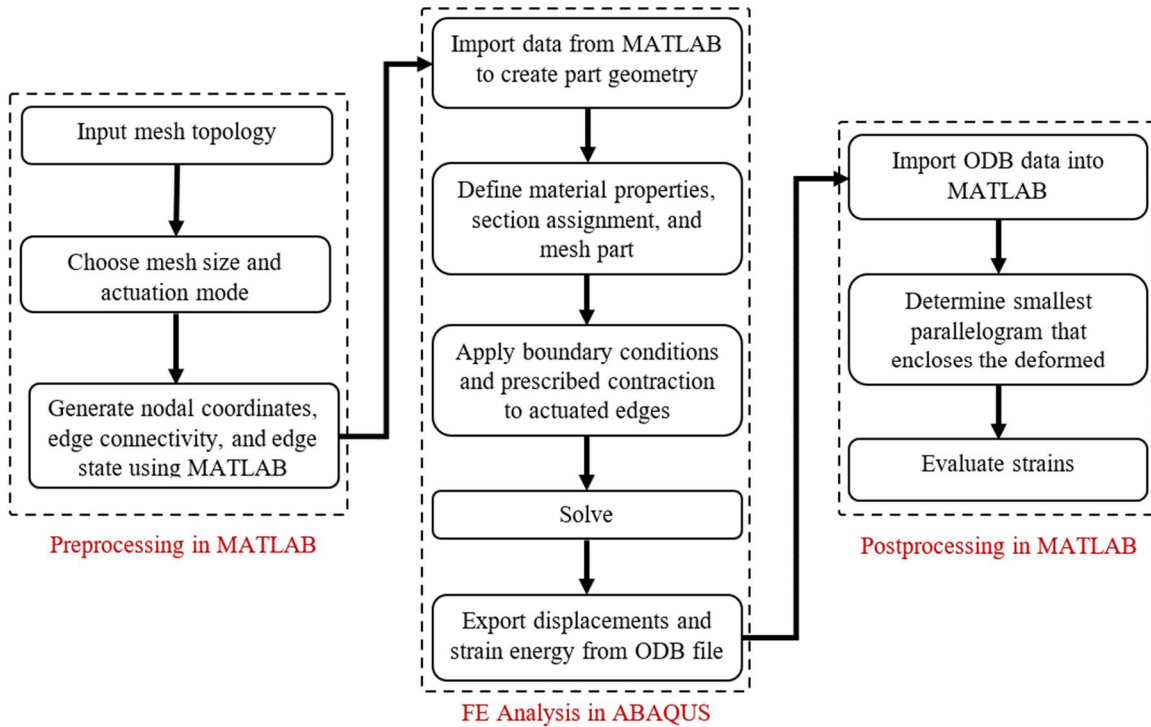 Input mesh topology
Choose mesh size and
actuation mode
Generate nodal coordinates,
edge connectivity, and edge
state using MATLAB
Preprocessing in MATLAB
Import data from MATLAB
to create part geometry
Define material properties,
section assignment, and
mesh part
Apply boundary conditions
and prescribed contraction
to actuated edges
Solve
Export displacements and
strain energy from ODB file
FE Analysis in ABAQUS
Import ODB data into
MATLAB
Determine smallest
parallelogram that
encloses the deformed
Evaluate strains
Postprocessing in MATLAB